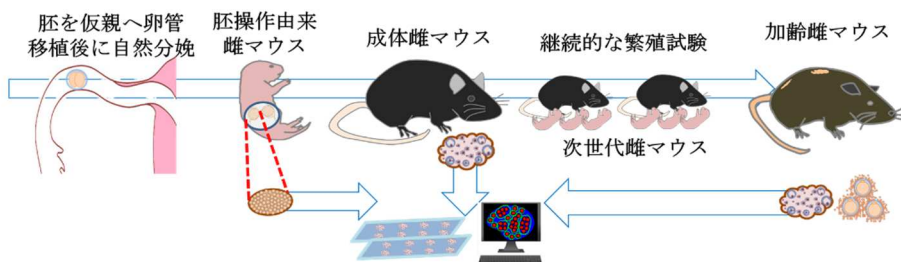 胚を仮親へ卵管
移植後に自然分娩
胚操作由来
雌マウス
成体雌マウス
継続的な繁殖試験
加齢雌マウス
次世代雌マウス